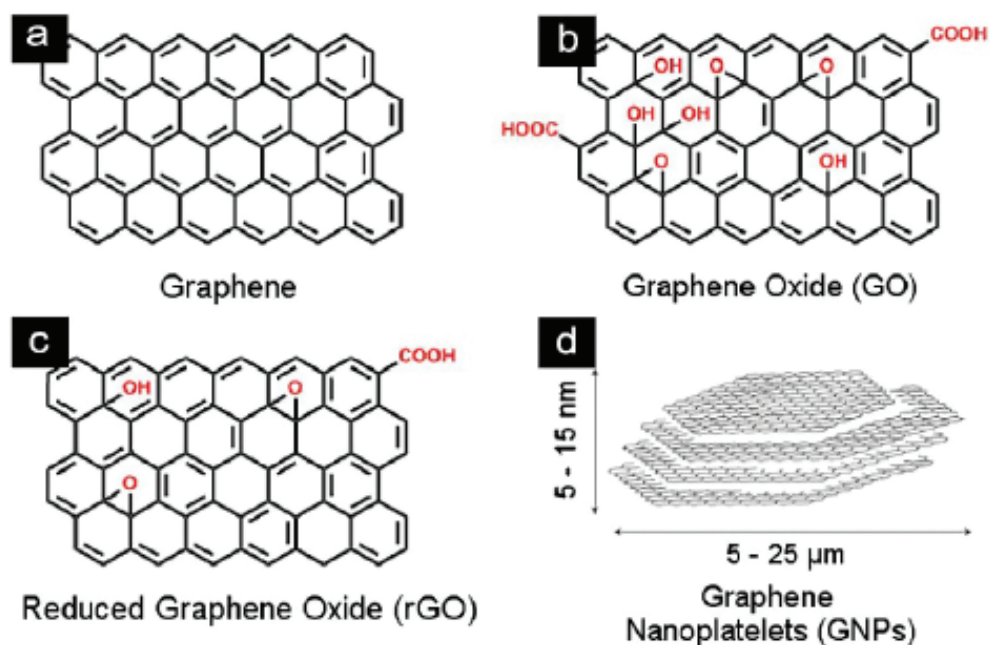 a
Graphene
b
COOH
OH
O
O
OH
OH
HOOC
O
OH
Graphene Oxide (GO)
c
COOH
OH
O
O
Reduced Graphene Oxide (rGO)
d
5 - 15 nm
5 - 25 µm
Graphene
Nanoplatelets (GNPs)